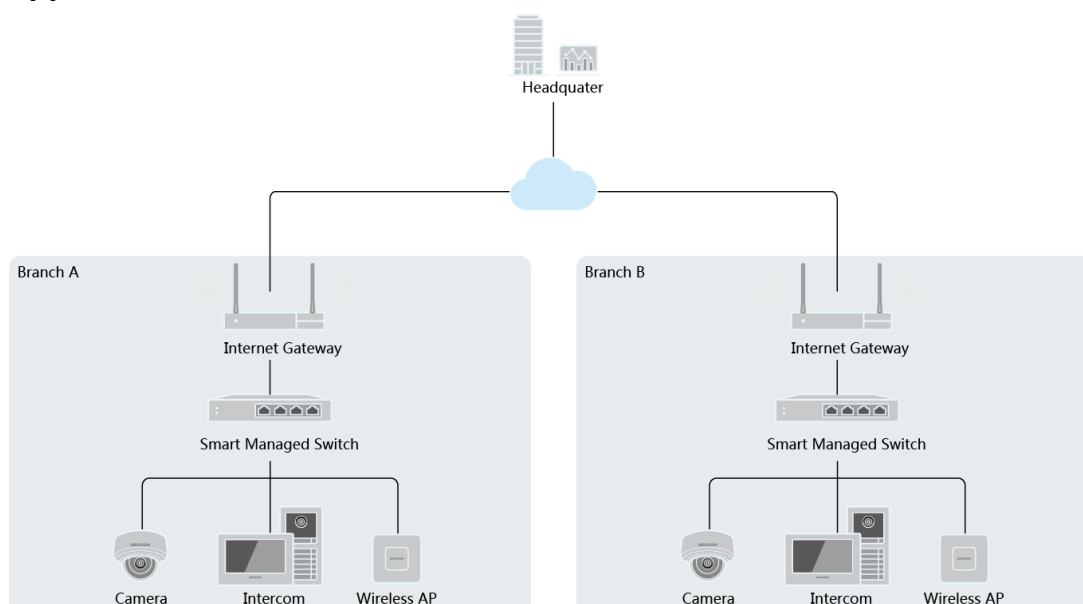 Headquater
Branch A
Branch B
Internet Gateway
Internet Gateway
Smart Managed Switch
Smart Managed Switch
Camera
Intercom
Wireless AP
Camera
Intercom
Wireless AP